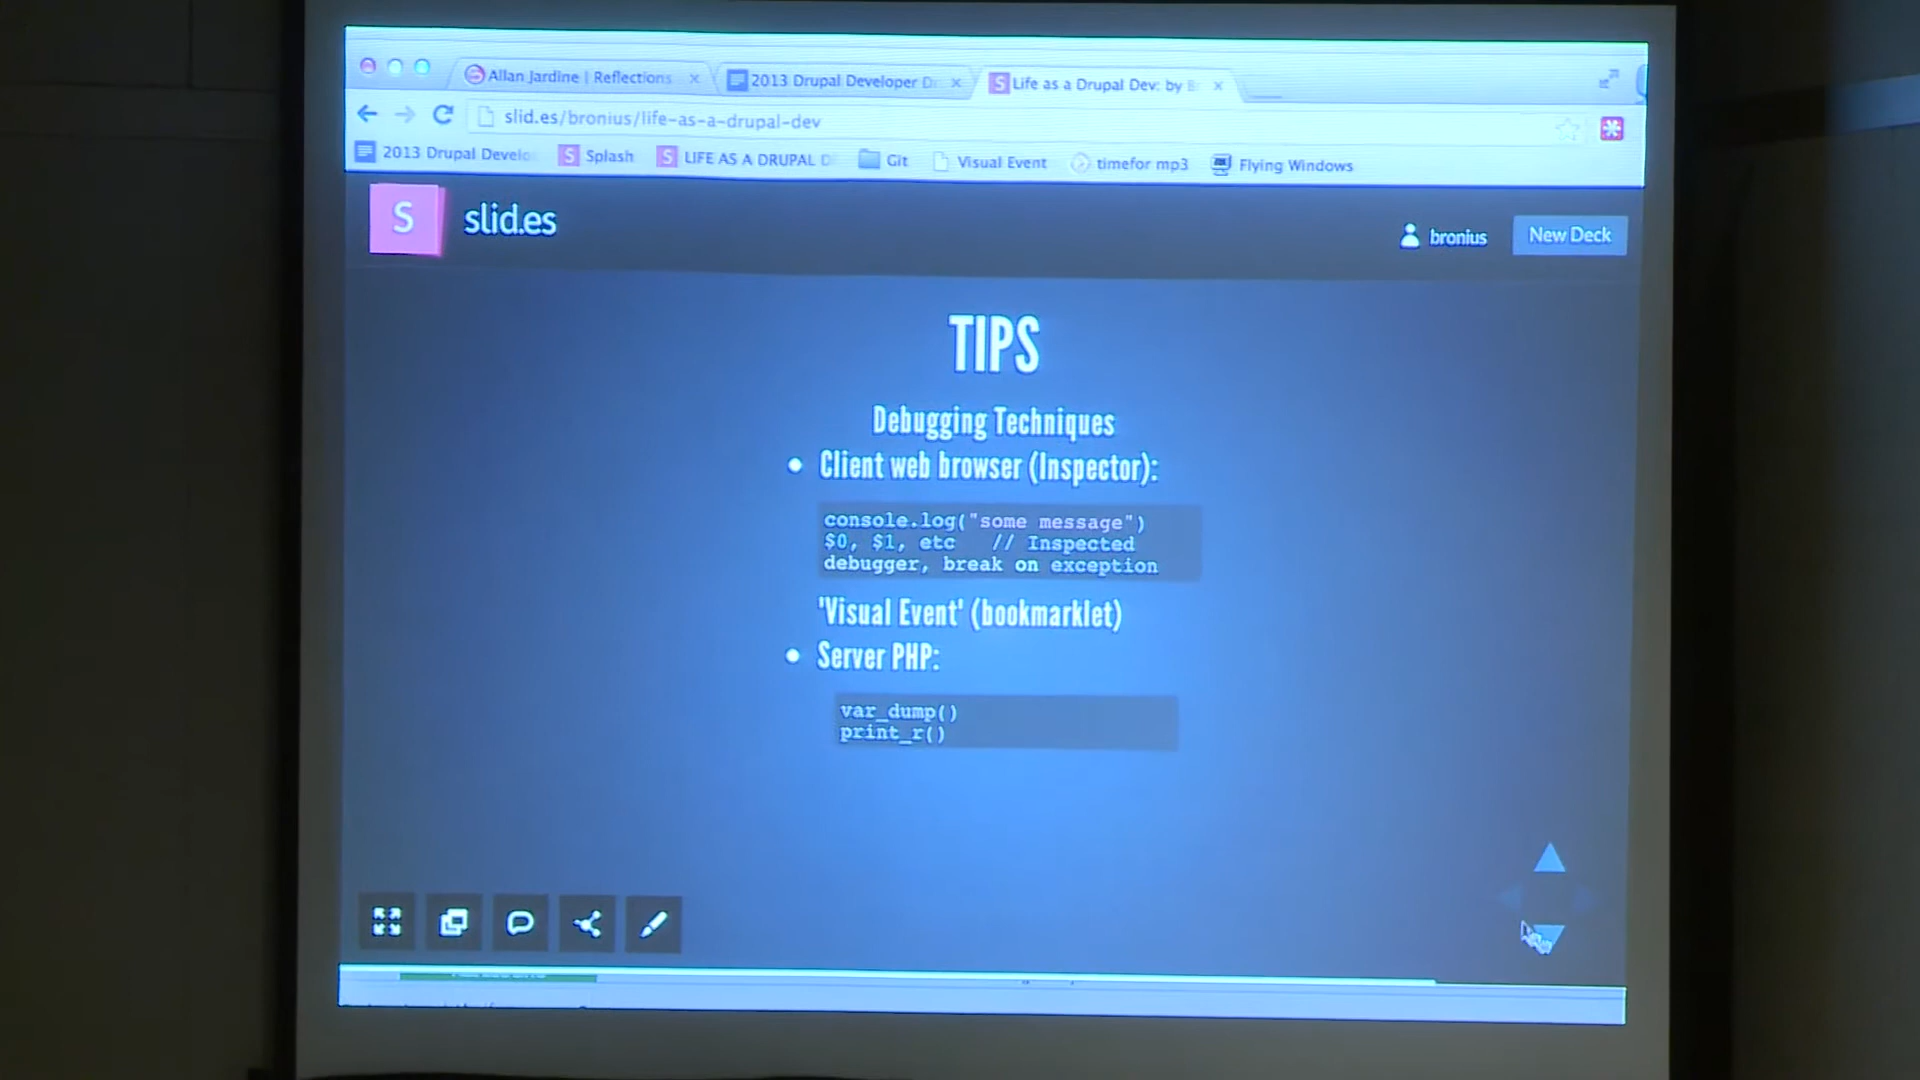 Allan Jardine | Reflections
2013 Drupal Developer D
Life as a Drupal Dev: by B
slid.es/bronius/life-as-a-drupal-dev
2013 Drupal Develo
Splash
LIFE AS A DRUPAL D
Git
Visual Event
timefor mp3
Flying Windows
S
slid.es
bronius
New Deck
TIPS
Debugging Techniques
• Client web browser (Inspector):
console.log("some message")
$0, $1, etc // Inspected
debugger, break on exception
'Visual Event' (bookmarklet)
• Server PHP:
var_dump()
print_r()